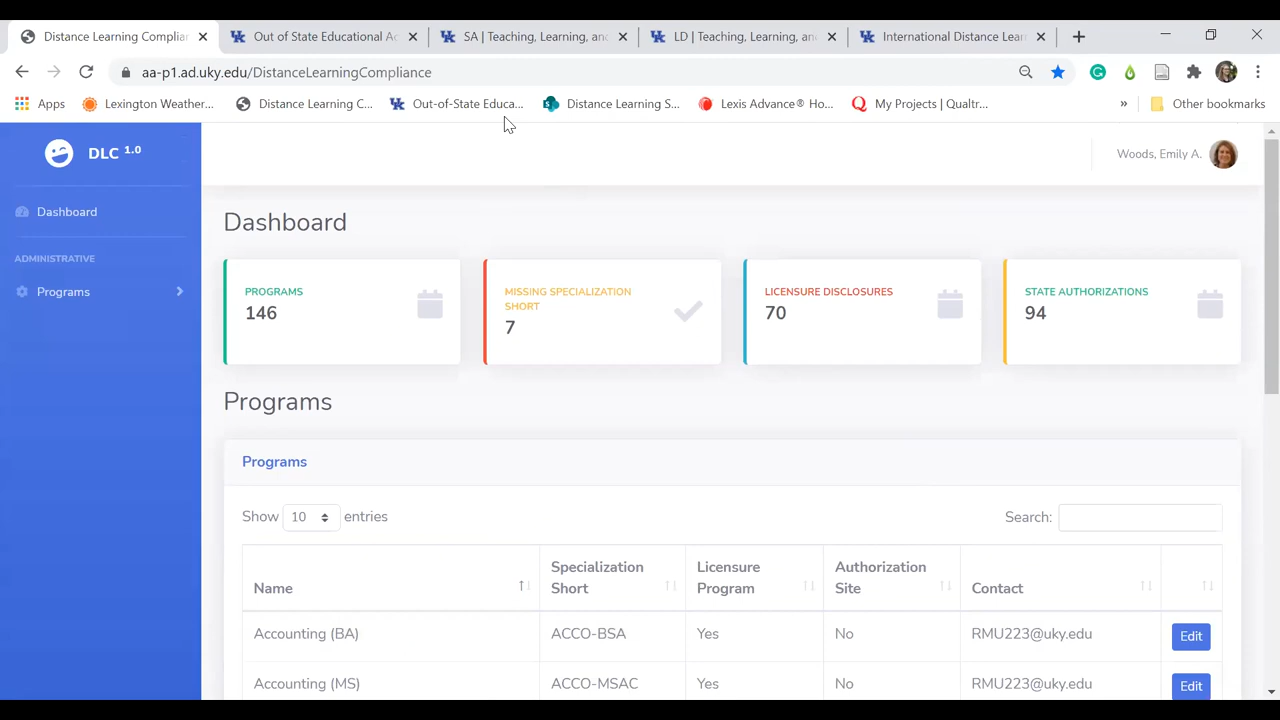 Distance Learning Complian
Out of State Educational Ac
SA | Teaching, Learning, and
LD | Teaching, Learning, and
International Distance Lear
aa-p1.ad.uky.edu/DistanceLearningCompliance
Apps
Lexington Weather...
Distance Learning C...
Out-of-State Educa...
Distance Learning S...
Lexis Advance® Ho...
My Projects | Qualtr...
»
Other bookmarks
DLC 1.0
Woods, Emily A.
Dashboard
ADMINISTRATIVE
Programs
Dashboard
PROGRAMS
146
MISSING SPECIALIZATION
SHORT
7
LICENSURE DISCLOSURES
70
STATE AUTHORIZATIONS
94
Programs
Programs
Show 10 entries
Search:
Name
Specialization
Short
Licensure
Program
Authorization
Site
Contact
Accounting (BA) ACCO-BSA Yes No RMU223@uky.edu Edit
Accounting (MS) ACCO-MSAC Yes No RMU223@uky.edu Edit